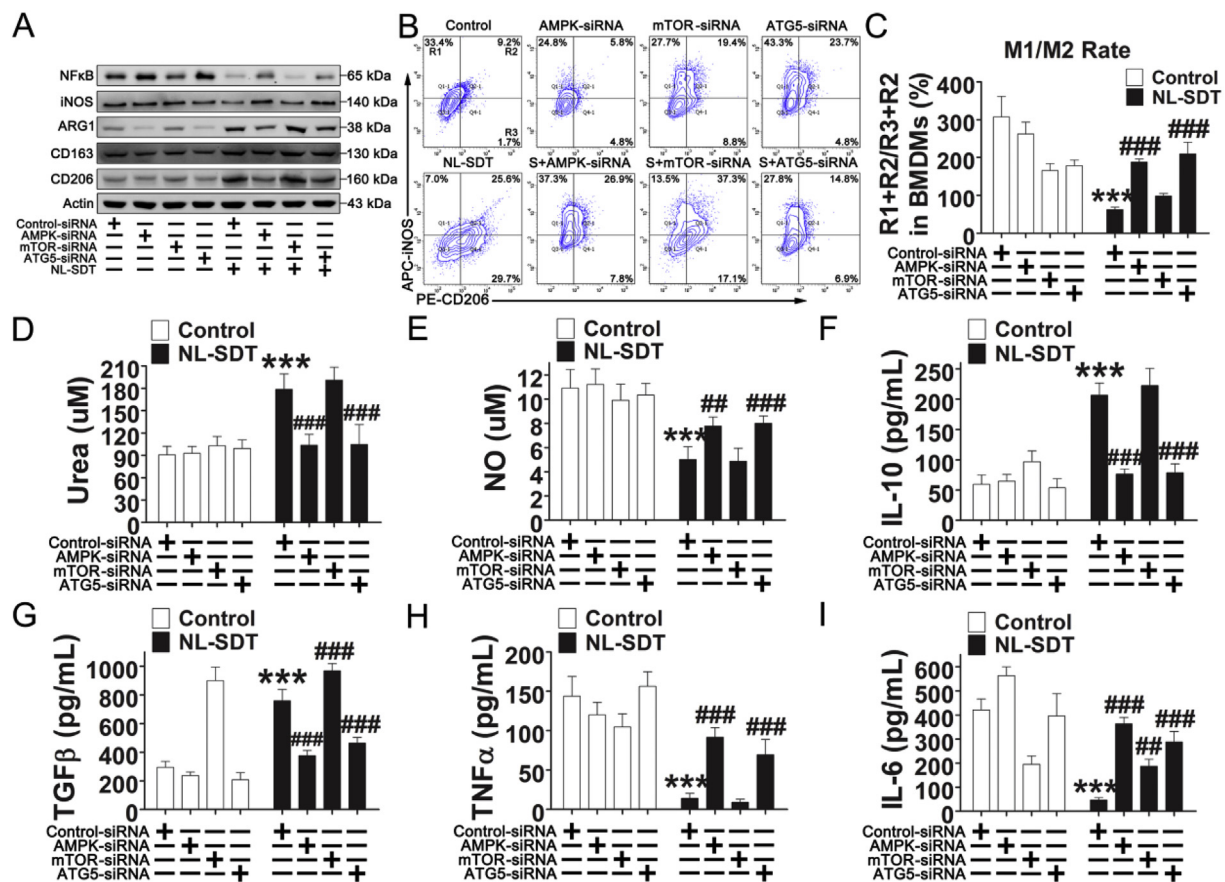 A
NFκB
65 kDa
iNOS
140 kDa
ARG1
38 kDa
CD163
130 kDa
CD206
160 kDa
Actin
43 kDa
Control-siRNA + — — — + — — —
AMPK-siRNA — + — — — + — —
mTOR-siRNA — — + — — — + —
ATG5-siRNA — — — + — — — +
NL-SDT — — — — + + + +
B
Control AMPK-siRNA mTOR-siRNA ATG5-siRNA
33.4% 9.2% 24.8% 5.8% 27.7% 19.4% 43.3% 23.7%
R1 R2
R3
1.7% 4.8% 8.8% 4.8%
NL-SDT S+AMPK-siRNA S+mTOR-siRNA S+ATG5-siRNA
7.0% 25.6% 37.3% 26.9% 13.5% 37.3% 27.8% 14.8%
29.7% 7.8% 17.1% 6.9%
APC-iNOS
PE-CD206
C
M1/M2 Rate
Control
NL-SDT
R1+R2/R3+R2
in BMDMs (%)
400
300
200
100
0
*** ### ###
Control-siRNA + — — — + — — —
AMPK-siRNA — + — — — + — —
mTOR-siRNA — — + — — — + —
ATG5-siRNA — — — + — — — +
D
Control
NL-SDT
Urea (uM)
210
180
150
120
90
60
30
0
*** ### ###
Control-siRNA + — — — + — — —
AMPK-siRNA — + — — — + — —
mTOR-siRNA — — + — — — + —
ATG5-siRNA — — — + — — — +
E
Control
NL-SDT
NO (uM)
12
10
8
6
4
2
0
*** ## ###
Control-siRNA + — — — + — — —
AMPK-siRNA — + — — — + — —
mTOR-siRNA — — + — — — + —
ATG5-siRNA — — — + — — — +
F
Control
NL-SDT
IL-10 (pg/mL)
250
200
150
100
50
0
*** ### ###
Control-siRNA + — — — + — — —
AMPK-siRNA — + — — — + — —
mTOR-siRNA — — + — — — + —
ATG5-siRNA — — — + — — — +
G
Control
NL-SDT
TGFβ (pg/mL)
1000
800
600
400
200
0
*** ### ### ###
Control-siRNA + — — — + — — —
AMPK-siRNA — + — — — + — —
mTOR-siRNA — — + — — — + —
ATG5-siRNA — — — + — — — +
H
Control
NL-SDT
TNFα (pg/mL)
200
150
100
50
0
*** ### ###
Control-siRNA + — — — + — — —
AMPK-siRNA — + — — — + — —
mTOR-siRNA — — + — — — + —
ATG5-siRNA — — — + — — — +
I
Control
NL-SDT
IL-6 (pg/mL)
600
500
400
300
200
100
0
*** ### ## ###
Control-siRNA + — — — + — — —
AMPK-siRNA — + — — — + — —
mTOR-siRNA — — + — — — + —
ATG5-siRNA — — — + — — — +